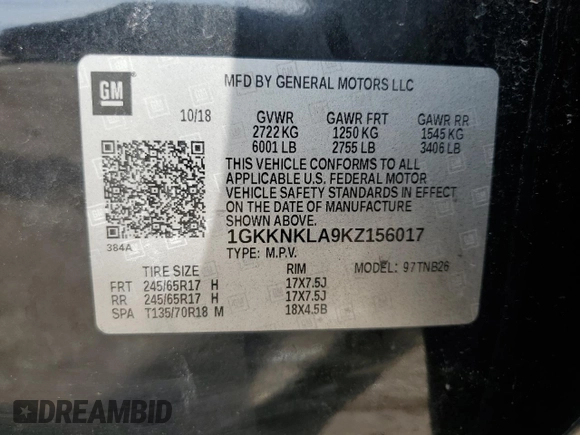 GM
MFD BY GENERAL MOTORS LLC
10/18 GVWR GAWR FRT GAWR RR
2722 KG 1250 KG 1545 KG
6001 LB 2755 LB 3406 LB
THIS VEHICLE CONFORMS TO ALL
APPLICABLE U.S. FEDERAL MOTOR
VEHICLE SAFETY STANDARDS IN EFFECT
ON THE DATE OF MANUFACTURE
SHOWN ABOVE.
384A
1GKKNKLA9KZ156017
TYPE: M.P.V. MODEL: 97TNB26
TIRE SIZE RIM
FRT 245/65R17 H 17X7.5J
RR 245/65R17 H 17X7.5J
SPA T135/70R18 M 18X4.5B
DREAMBID